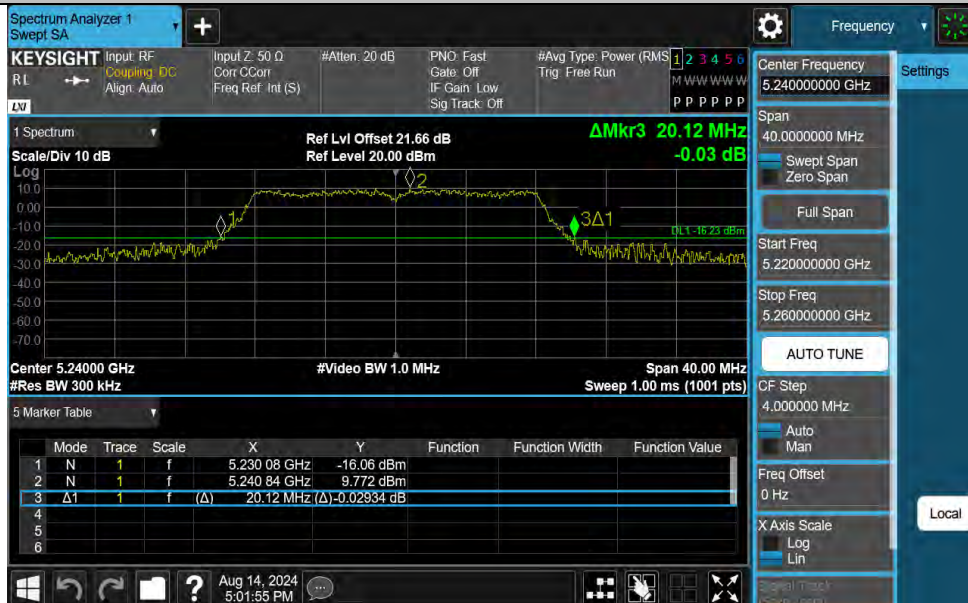 Spectrum Analyzer 1
Swept SA
Frequency
KEYSIGHT
RL
LXI
Input: RF
Coupling: DC
Align: Auto
Input Z: 50 Ω
Corr CCorr
Freq Ref: Int (S)
#Atten: 20 dB
PNO: Fast
Gate: Off
IF Gain: Low
Sig Track: Off
#Avg Type: Power (RMS
Trig: Free Run
1 2 3 4 5 6
M W W W W W
P P P P P P
Center Frequency
5.240000000 GHz
Settings
1 Spectrum
Scale/Div 10 dB
Ref Lvl Offset 21.66 dB
Ref Level 20.00 dBm
ΔMkr3 20.12 MHz
-0.03 dB
Log
10.0
0.00
-10.0
-20.0
-30.0
-40.0
-50.0
-60.0
-70.0
1
2
3Δ1
DL1 -16.23 dBm
Center 5.24000 GHz
#Res BW 300 kHz
#Video BW 1.0 MHz
Span 40.00 MHz
Sweep 1.00 ms (1001 pts)
Span
40.0000000 MHz
Swept Span
Zero Span
Full Span
Start Freq
5.220000000 GHz
Stop Freq
5.260000000 GHz
AUTO TUNE
CF Step
4.000000 MHz
Auto
Man
Freq Offset
0 Hz
X Axis Scale
Log
Lin
Signal Track
Local
5 Marker Table
Mode Trace Scale X Y Function Function Width Function Value
1 N 1 f 5.230 08 GHz -16.06 dBm
2 N 1 f 5.240 84 GHz 9.772 dBm
3 Δ1 1 f (Δ) 20.12 MHz (Δ) -0.02934 dB
4
5
6
?
Aug 14, 2024
5:01:55 PM